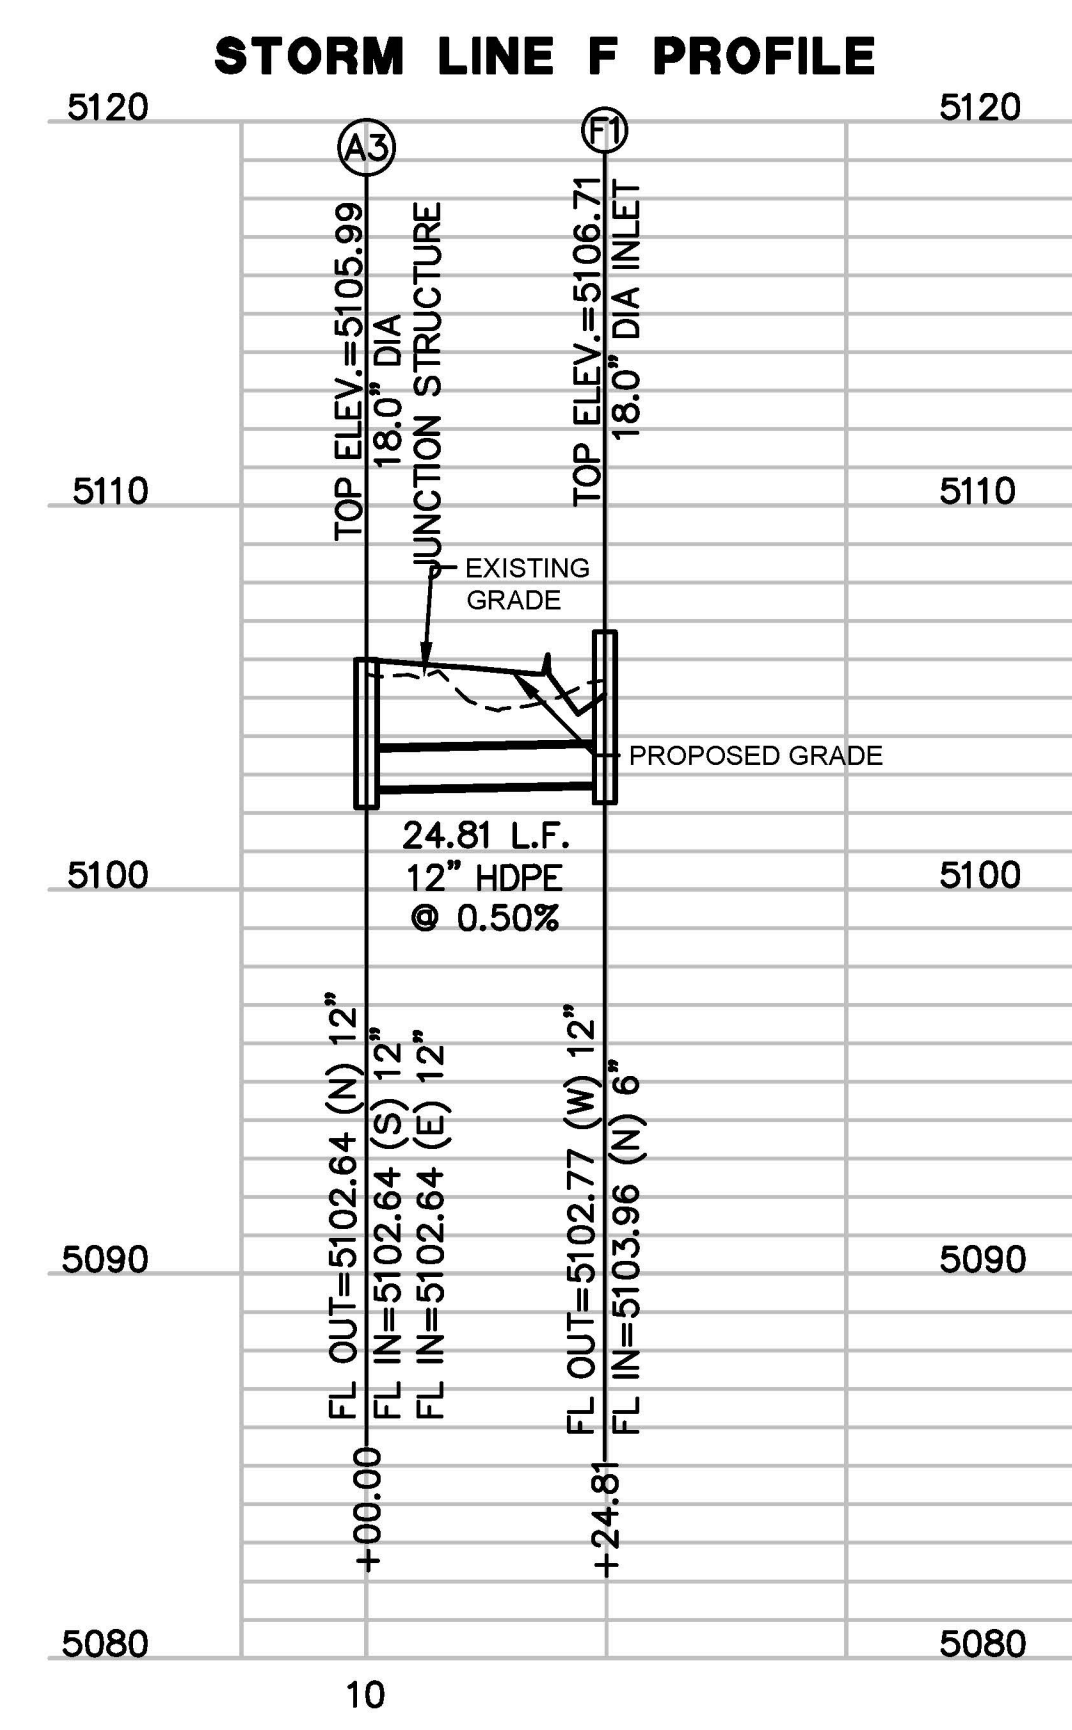 STORM LINE F PROFILE
5120
5120
A3
F1
TOP ELEV.=5105.99
18.0" DIA
JUNCTION STRUCTURE
TOP ELEV.=5106.71
18.0" DIA INLET
5110
5110
EXISTING
GRADE
PROPOSED GRADE
24.81 L.F.
12" HDPE
@ 0.50%
5100
5100
FL OUT=5102.64 (N) 12"
FL IN=5102.64 (S) 12"
FL IN=5102.64 (E) 12"
FL OUT=5102.77 (W) 12"
FL IN=5103.96 (N) 6"
5090
5090
+00.00
+24.81
5080
5080
10